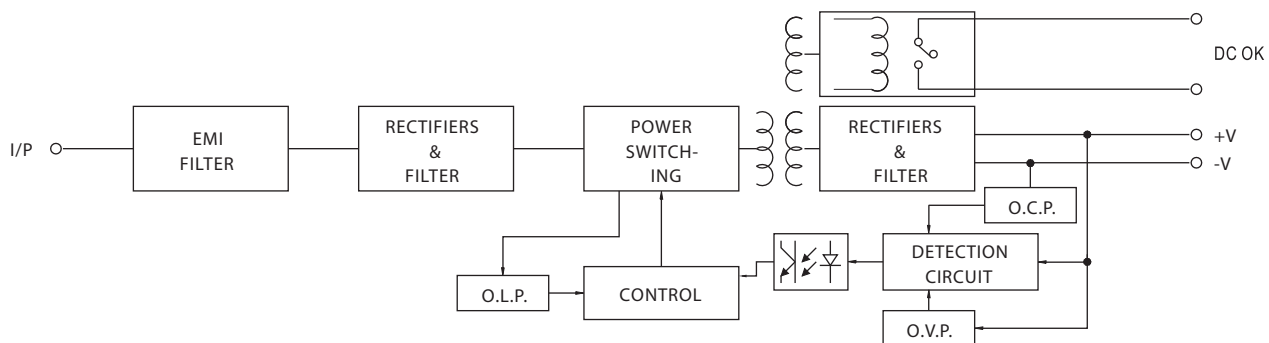 DC OK
I/P
EMI
FILTER
RECTIFIERS
&
FILTER
POWER
SWITCH-
ING
RECTIFIERS
&
FILTER
+V
-V
O.C.P.
O.L.P.
CONTROL
DETECTION
CIRCUIT
O.V.P.